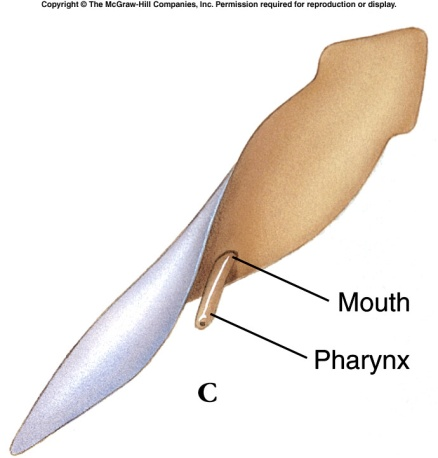 Copyright © The McGraw-Hill Companies, Inc. Permission required for reproduction or display.
Mouth
Pharynx
C